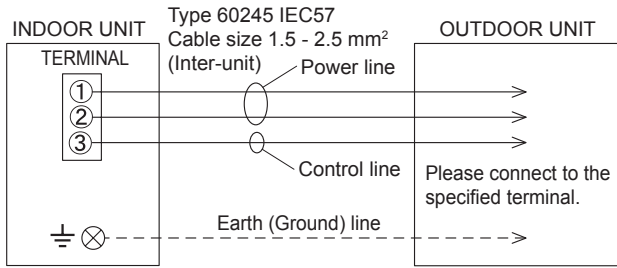 INDOOR UNIT
Type 60245 IEC57
Cable size 1.5 - 2.5 mm²
(Inter-unit)
OUTDOOR UNIT
TERMINAL
Power line
①
②
③
Control line
Please connect to the
specified terminal.
Earth (Ground) line